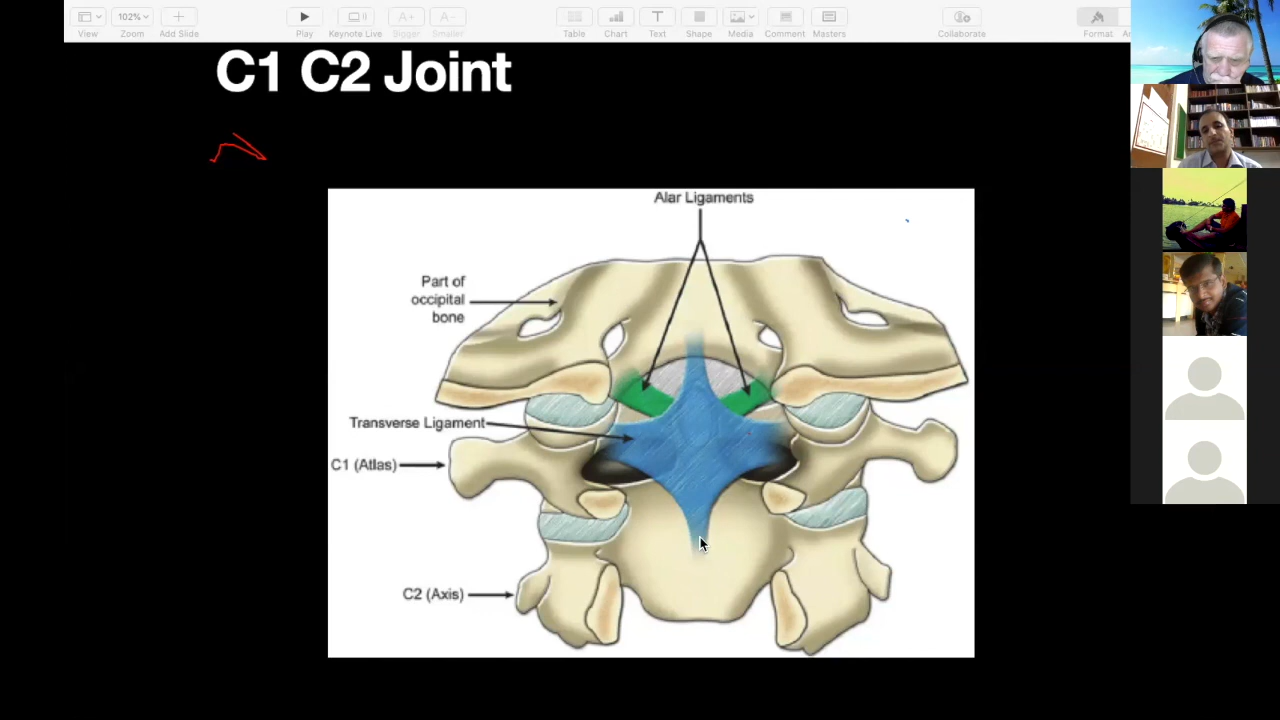 102%
View
Zoom
Add Slide
Play
Keynote Live
Bigger
Smaller
Table
Chart
Text
Shape
Media
Comment
Masters
Collaborate
Format
C1 C2 Joint
Alar Ligaments
Part of
occipital
bone
Transverse Ligament
C1 (Atlas)
C2 (Axis)